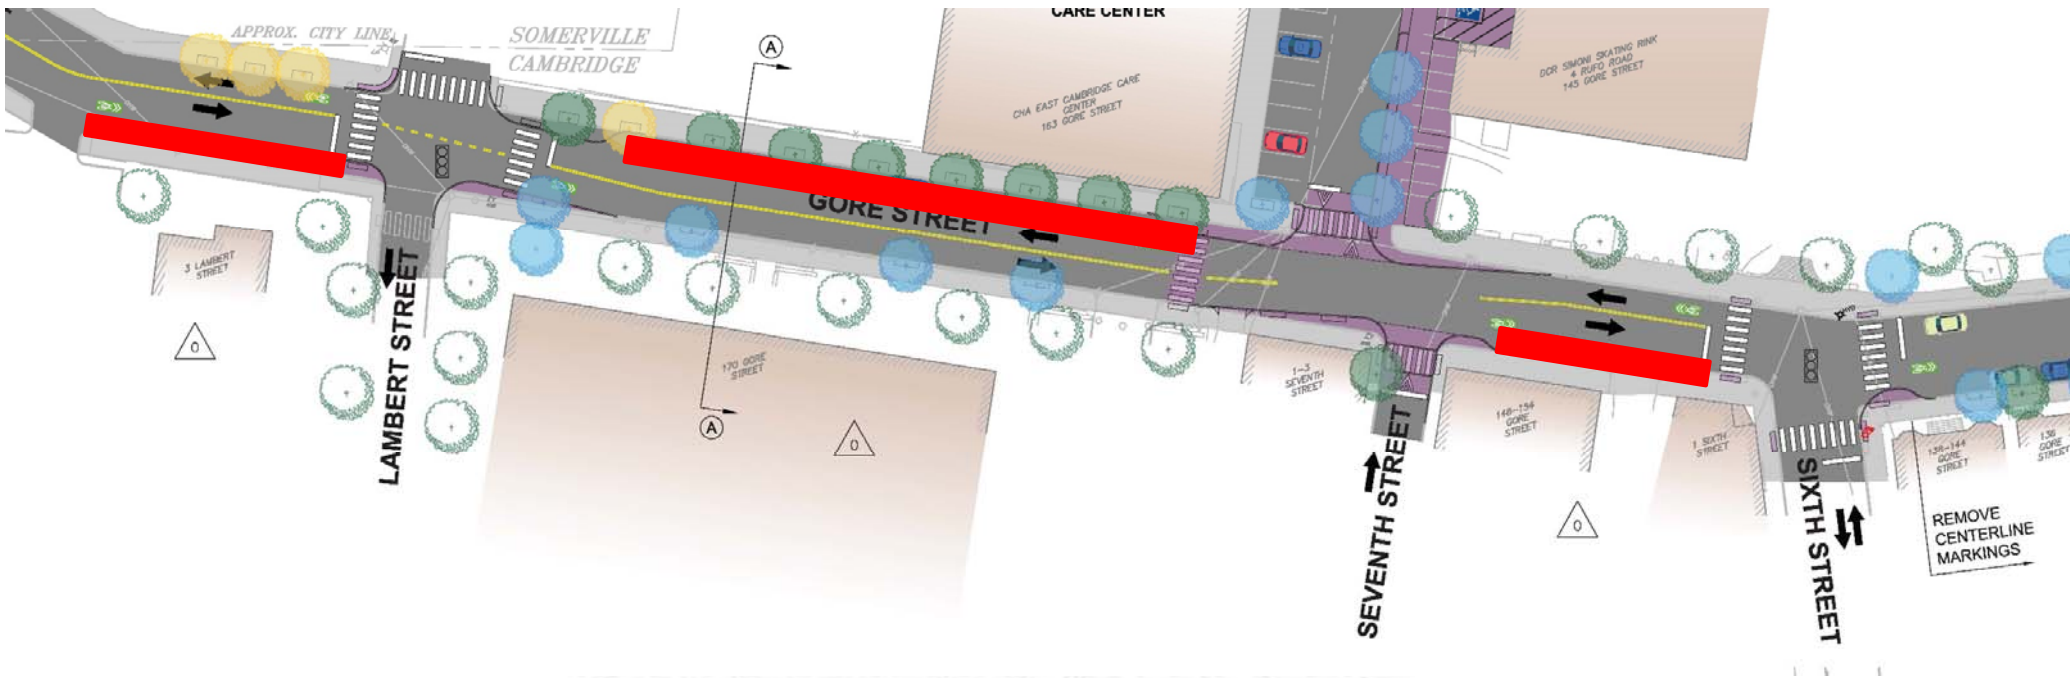 CARE CENTER
APPROX. CITY LINE
SOMERVILLE
CAMBRIDGE
A
DCR SIMONI SKATING RINK
4 RUFO ROAD
145 GORE STREET
CHA EAST CAMBRIDGE CARE
CENTER
163 GORE STREET
GORE STREET
3 LAMBERT
STREET
0
LAMBERT STREET
170 GORE
STREET
A
0
1-3
SEVENTH
STREET
SEVENTH STREET
148-154
GORE
STREET
0
1 SIXTH
STREET
SIXTH STREET
138-144
GORE
STREET
136
GORE
STREET
REMOVE
CENTERLINE
MARKINGS